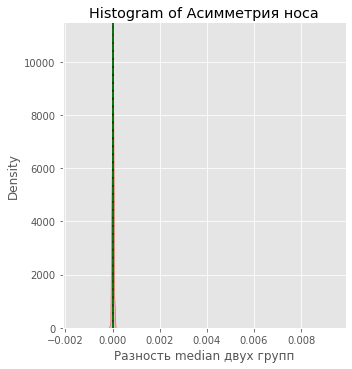 Histogram of Асимметрия носа
10000
8000
6000
4000
2000
0
Density
−0.002 0.000 0.002 0.004 0.006 0.008
Разность median двух групп